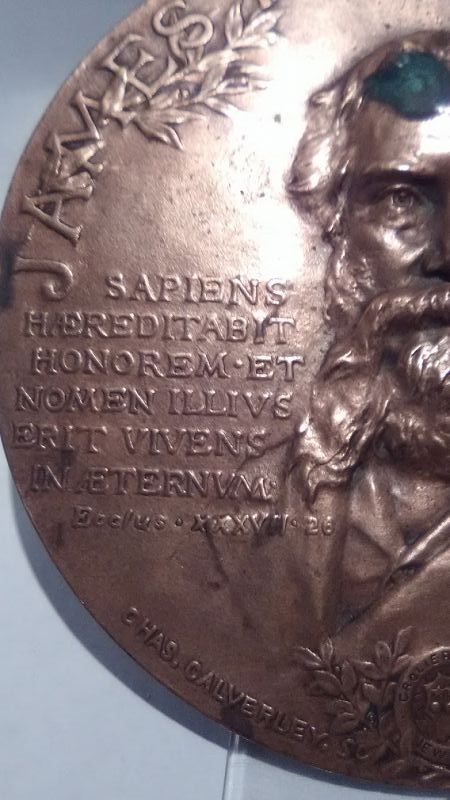 JAMES
SAPIENS
HÆREDITABIT
HONOREM·ET
NOMEN ILLIVS
ERIT VIVENS
IN ÆTERNVM·
Ecclus · XXXVII · 26
CHAS. CALVERLEY. SC